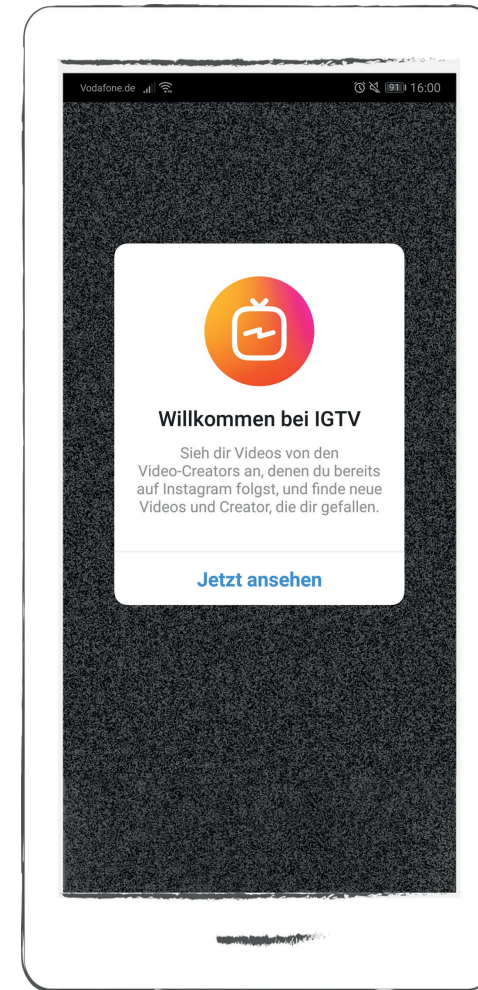 Vodafone.de 91 16:00
Willkommen bei IGTV
Sieh dir Videos von den
Video-Creators an, denen du bereits
auf Instagram folgst, und finde neue
Videos und Creator, die dir gefallen.
Jetzt ansehen